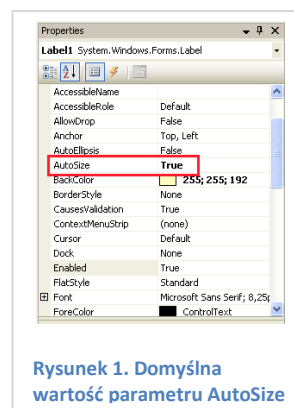 Properties
Label1 System.Windows.Forms.Label
AccessibleName
AccessibleRole Default
AllowDrop False
Anchor Top, Left
AutoEllipsis False
AutoSize True
BackColor 255; 255; 192
BorderStyle None
CausesValidation True
ContextMenuStrip (none)
Cursor Default
Dock None
Enabled True
FlatStyle Standard
Font Microsoft Sans Serif; 8,25p
ForeColor ControlText
Rysunek 1. Domyślna
wartość parametru AutoSize